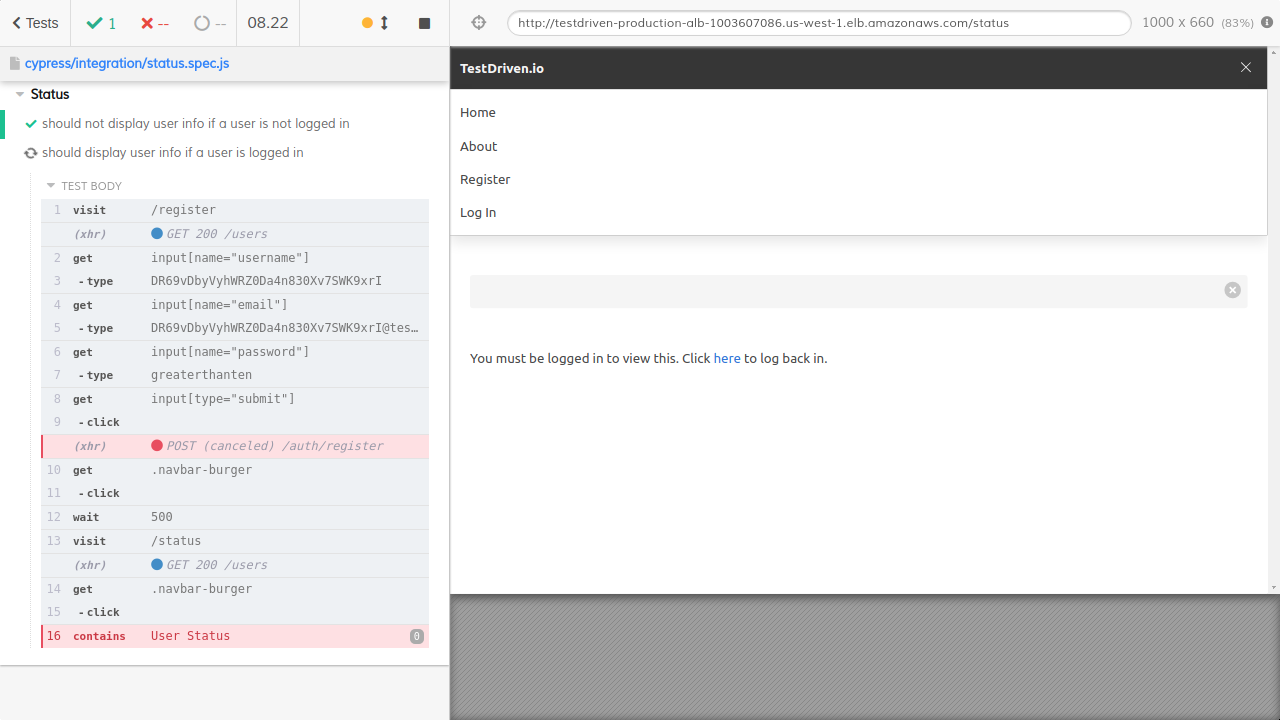 Tests 1 -- -- 08.22
http://testdriven-production-alb-1003607086.us-west-1.elb.amazonaws.com/status 1000 x 660 (83%)
cypress/integration/status.spec.js
Status
should not display user info if a user is not logged in
should display user info if a user is logged in
TEST BODY
1 visit /register
(xhr) GET 200 /users
2 get input[name="username"]
3 - type DR69vDbyVyhWRZ0Da4n830Xv7SWK9xrI
4 get input[name="email"]
5 - type DR69vDbyVyhWRZ0Da4n830Xv7SWK9xrI@tes…
6 get input[name="password"]
7 - type greaterthanten
8 get input[type="submit"]
9 - click
(xhr) POST (canceled) /auth/register
10 get .navbar-burger
11 - click
12 wait 500
13 visit /status
(xhr) GET 200 /users
14 get .navbar-burger
15 - click
16 contains User Status 0
TestDriven.io
Home
About
Register
Log In
You must be logged in to view this. Click here to log back in.